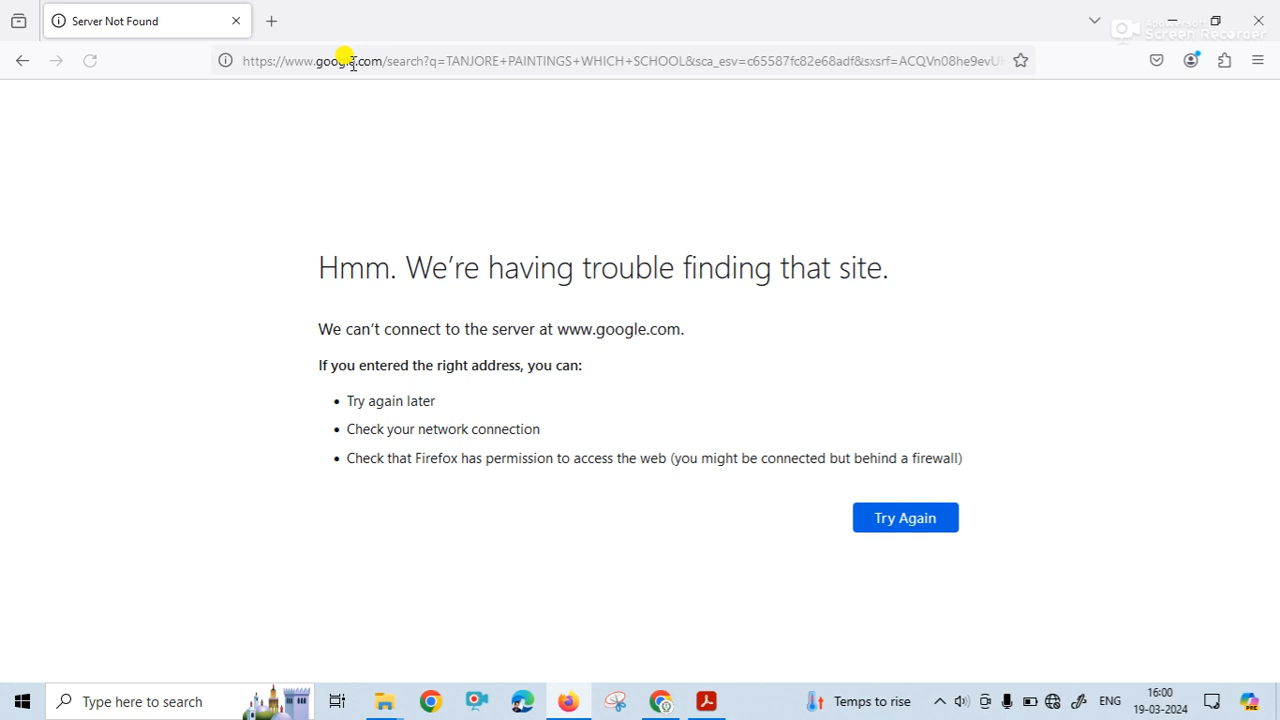 Server Not Found
Apowersoft
Screen Recorder
https://www.google.com/search?q=TANJORE+PAINTINGS+WHICH+SCHOOL&sca_esv=c65587fc82e68adf&sxsrf=ACQVn08he9evU
Hmm. We’re having trouble finding that site.
We can’t connect to the server at www.google.com.
If you entered the right address, you can:
Try again later
Check your network connection
Check that Firefox has permission to access the web (you might be connected but behind a firewall)
Try Again
Type here to search
Temps to rise
ENG
16:00
19-03-2024
PRE